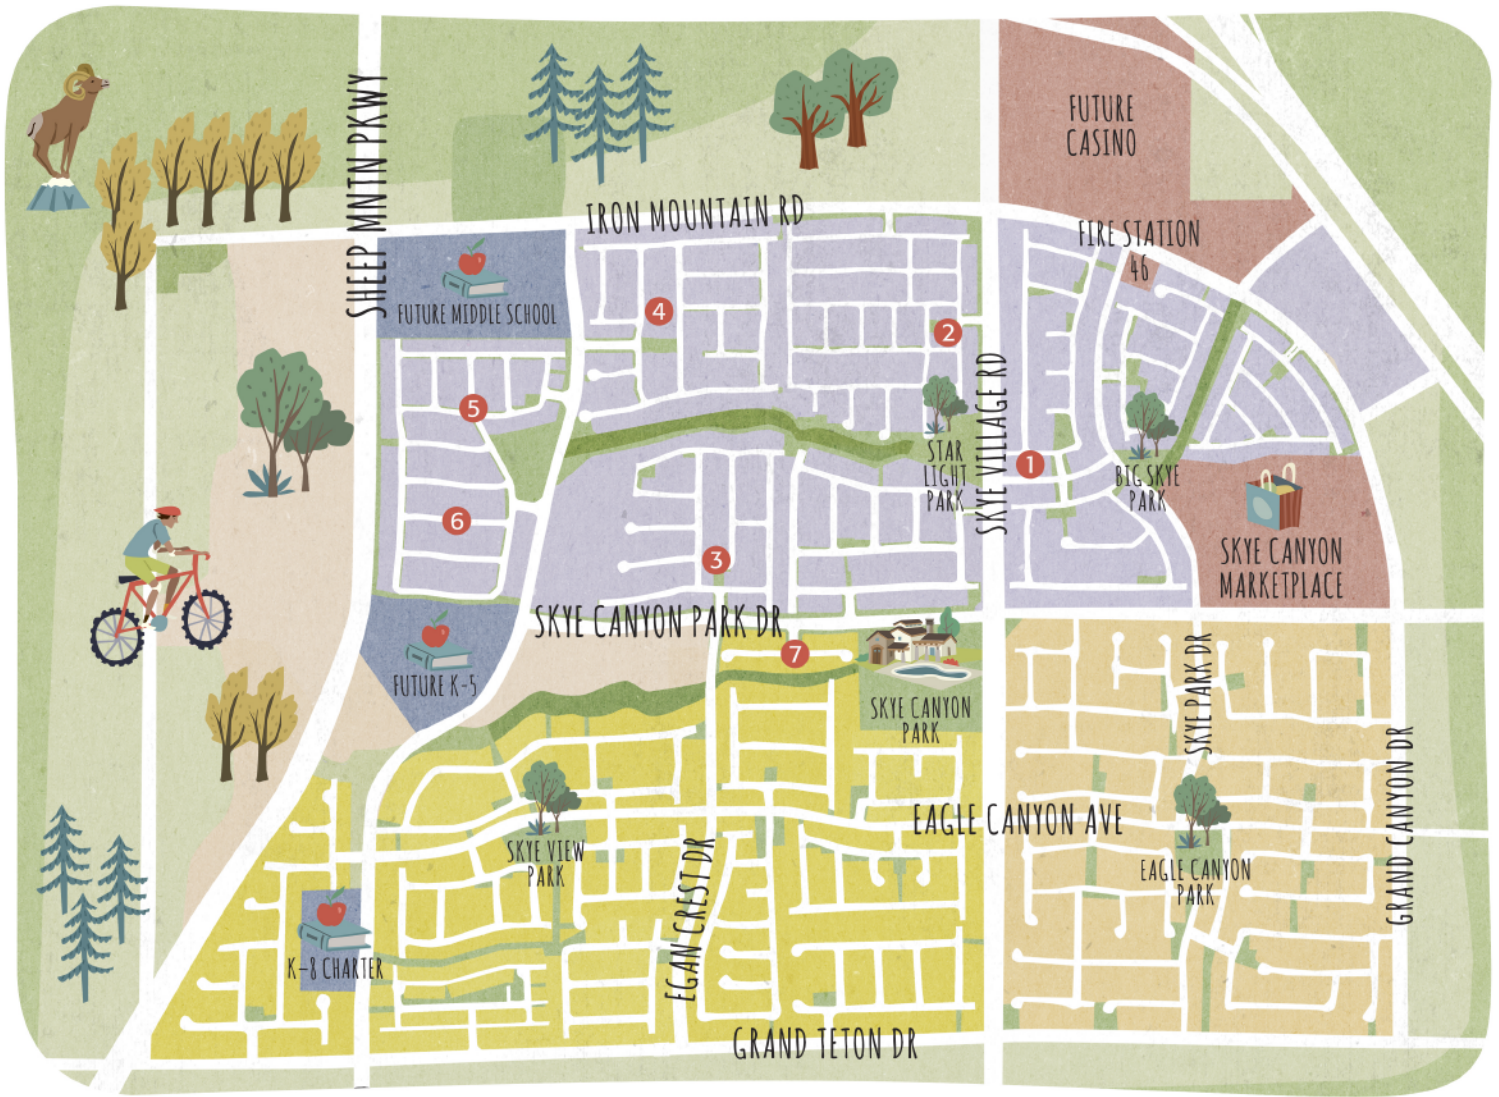 FUTURE
CASINO
SHEEP MNTN PKWY
IRON MOUNTAIN RD
FIRE STATION
46
FUTURE MIDDLE SCHOOL
4
2
5
SKYE VILLAGE RD
STAR
LIGHT
PARK
1
BIG SKYE
PARK
6
3
SKYE CANYON
MARKETPLACE
SKYE CANYON PARK DR
7
FUTURE K-5
SKYE CANYON
PARK
SKYE PARK DR
GRAND CANYON DR
EAGLE CANYON AVE
SKYE VIEW
PARK
EGAN CREST DR
EAGLE CANYON
PARK
K-8 CHARTER
GRAND TETON DR